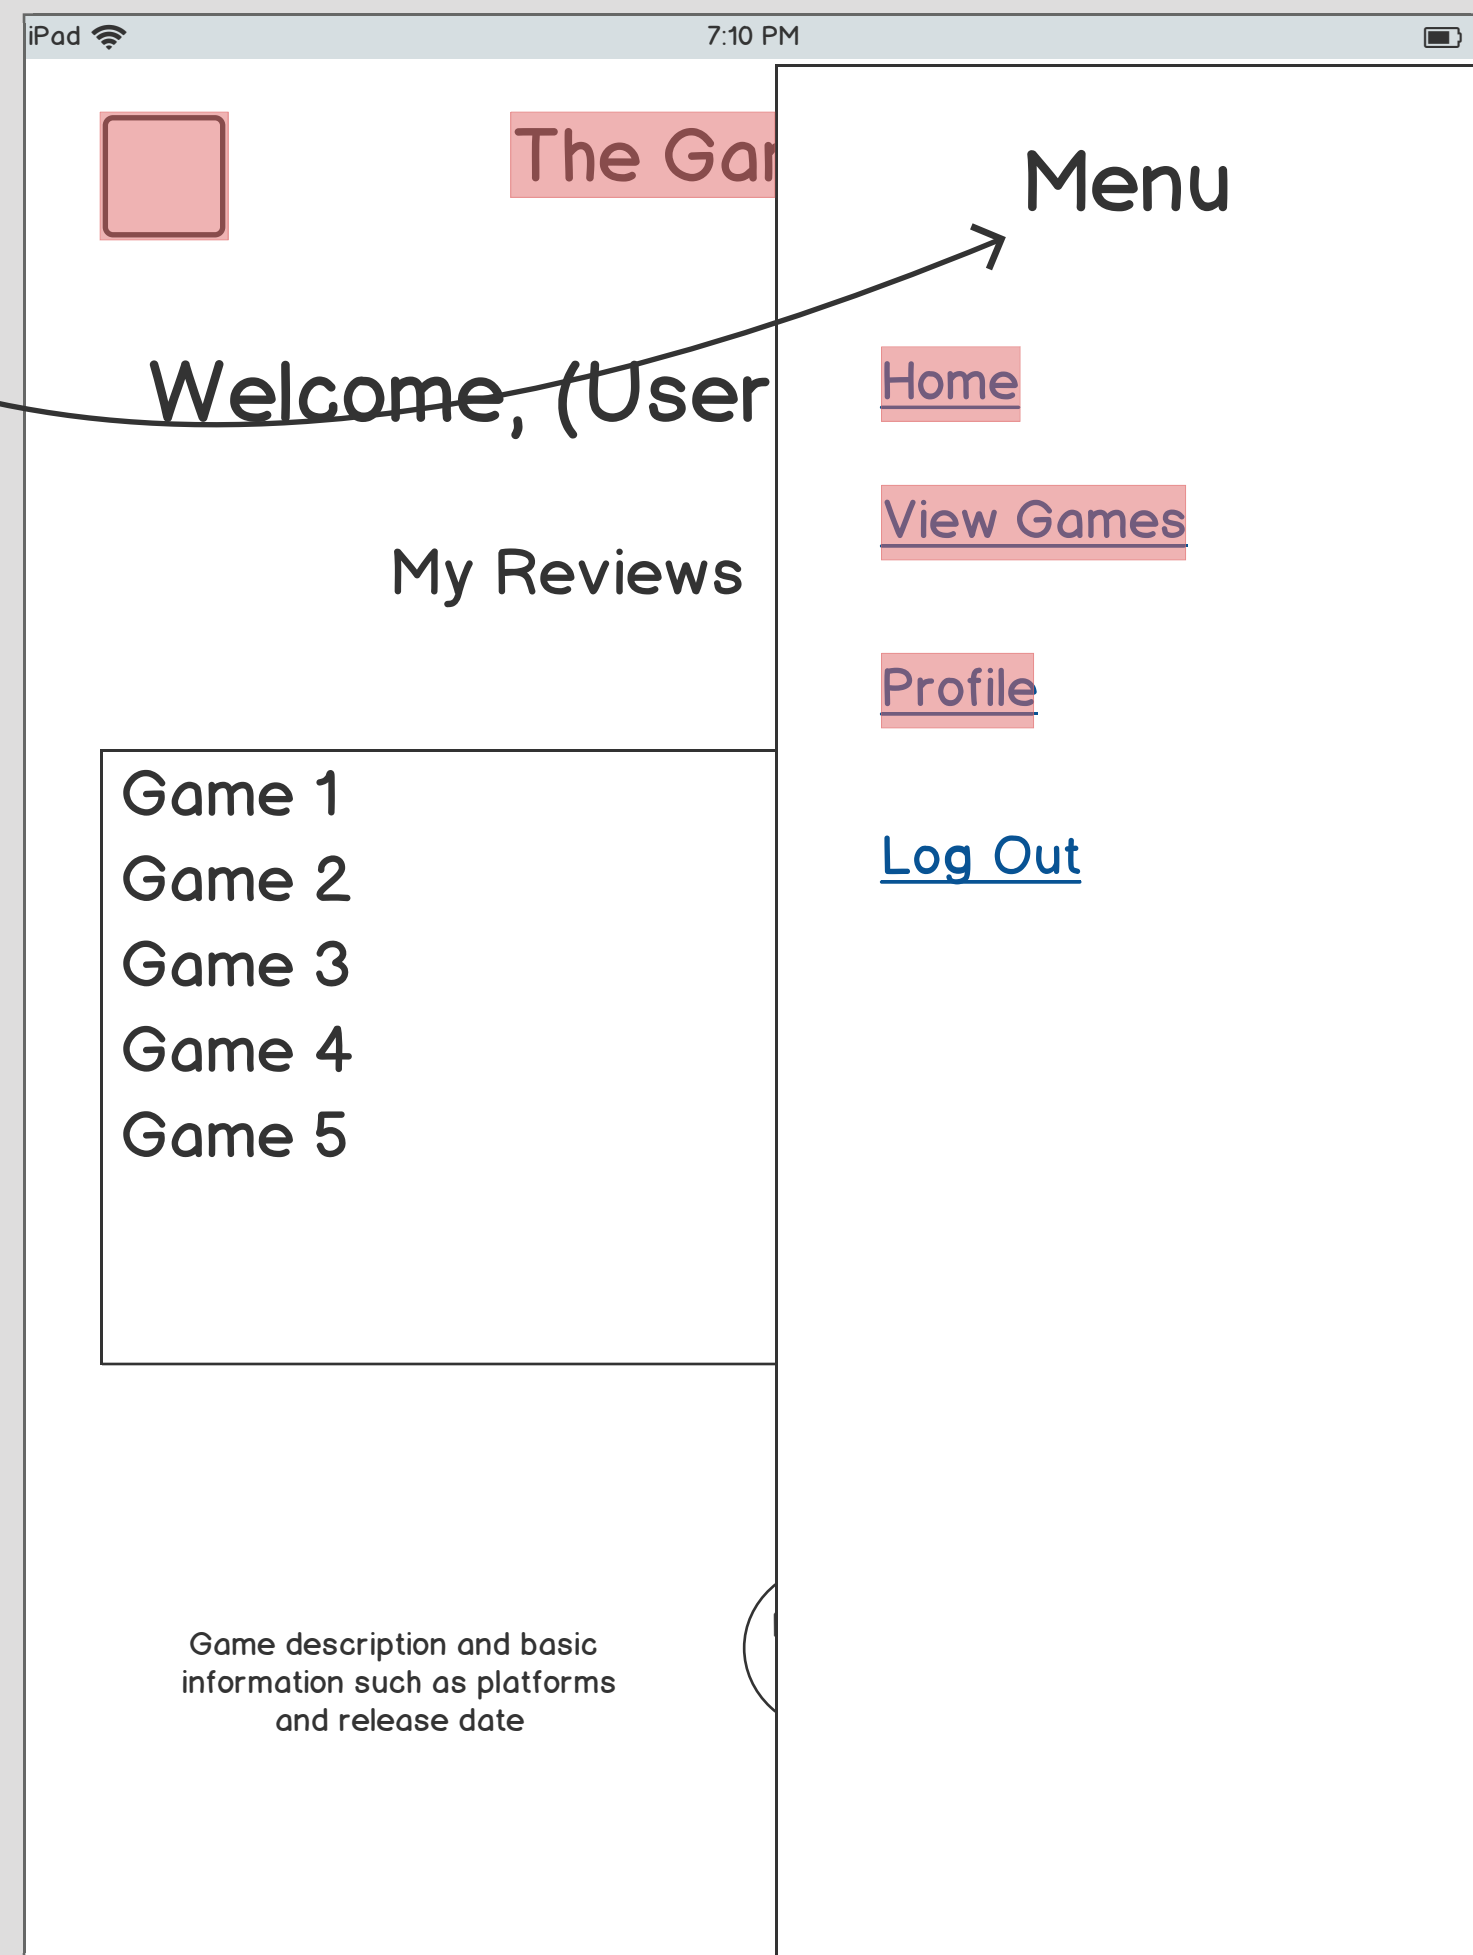 iPad
7:10 PM
The Gar
Welcome, (User
My Reviews
Game 1
Game 2
Game 3
Game 4
Game 5
Game description and basic
information such as platforms
and release date
Menu
Home
View Games
Profile
Log Out